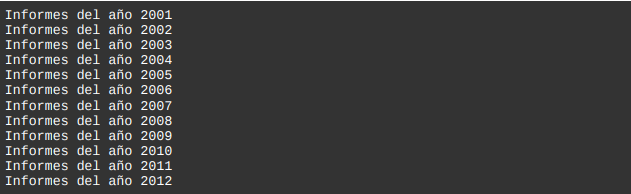 Informes del año 2001
Informes del año 2002
Informes del año 2003
Informes del año 2004
Informes del año 2005
Informes del año 2006
Informes del año 2007
Informes del año 2008
Informes del año 2009
Informes del año 2010
Informes del año 2011
Informes del año 2012